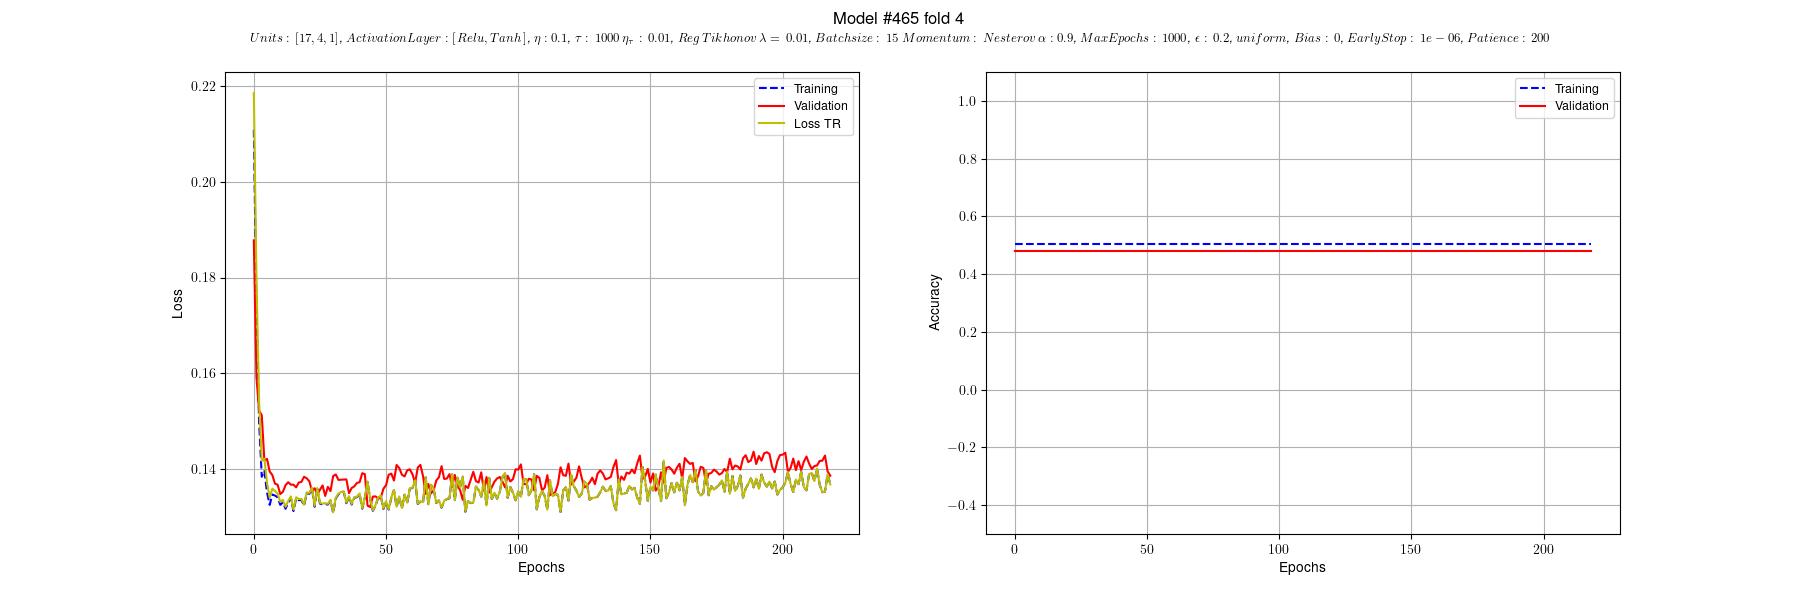 Model #465 fold 4
Units : [17, 4, 1], ActivationLayer : [Relu, Tanh], η : 0.1, τ : 1000 ητ : 0.01, Reg Tikhonov λ = 0.01, Batchsize : 15 Momentum : Nesterov α : 0.9, MaxEpochs : 1000, ϵ : 0.2, uniform, Bias : 0, EarlyStop : 1e − 06, Patience : 200
0.22
0.20
0.18
0.16
0.14
Loss
0
50
100
150
200
Epochs
Training
Validation
Loss TR
1.0
0.8
0.6
0.4
0.2
0.0
−0.2
−0.4
Accuracy
0
50
100
150
200
Epochs
Training
Validation